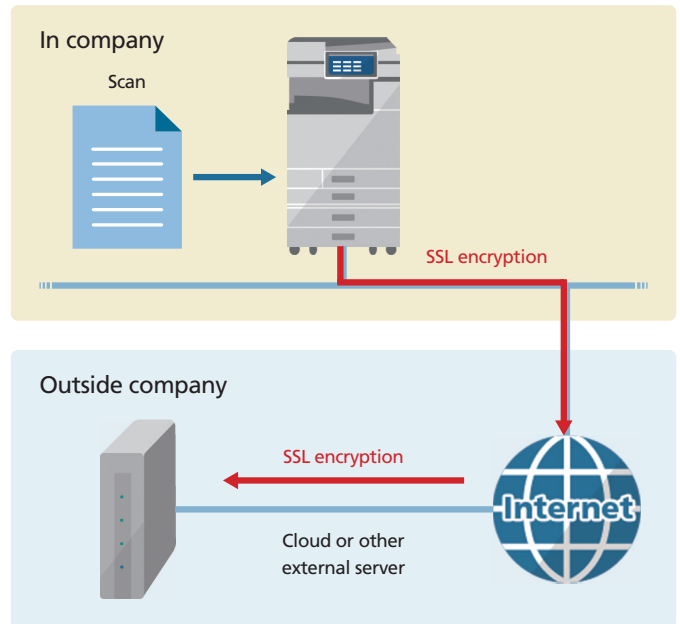 In company
Scan
SSL encryption
Outside company
SSL encryption
Internet
Cloud or other
external server